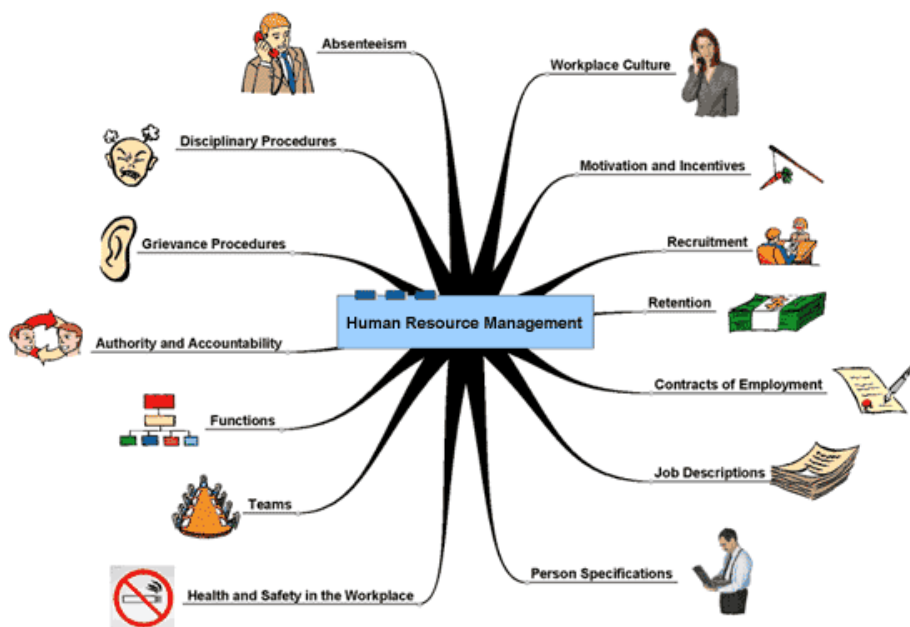 Absenteeism
Workplace Culture
Disciplinary Procedures
Motivation and Incentives
Grievance Procedures
Recruitment
Retention
Human Resource Management
Authority and Accountability
Contracts of Employment
Functions
Job Descriptions
Teams
Person Specifications
Health and Safety in the Workplace